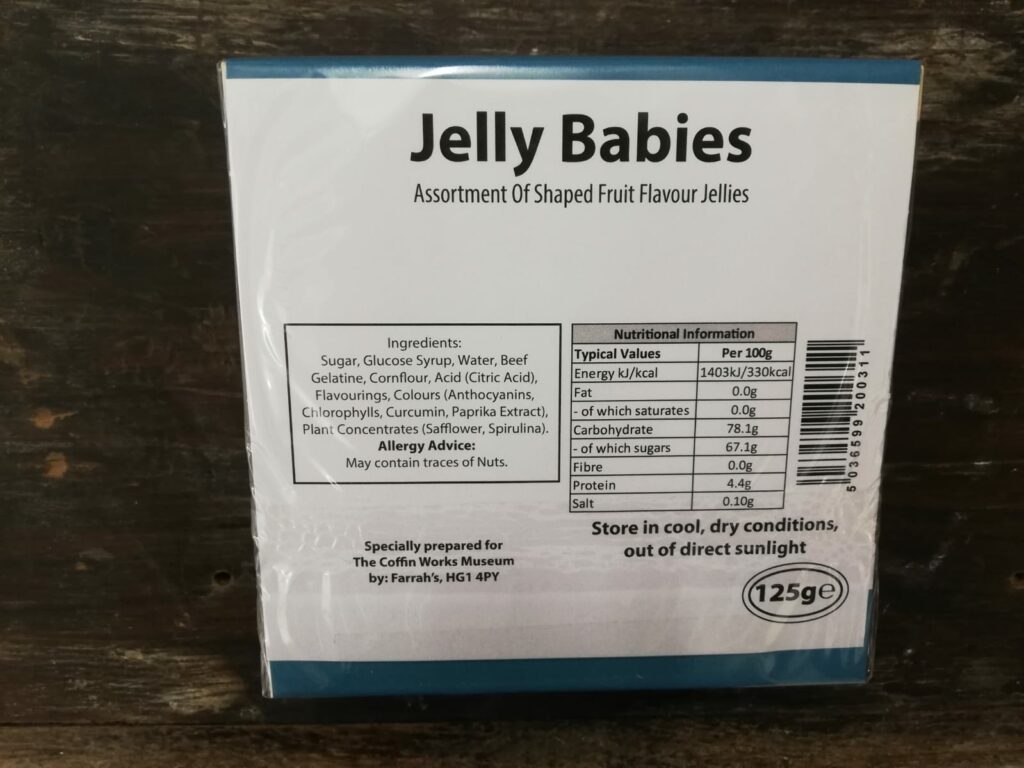 Jelly Babies
Assortment Of Shaped Fruit Flavour Jellies
Ingredients:
Sugar, Glucose Syrup, Water, Beef
Gelatine, Cornflour, Acid (Citric Acid),
Flavourings, Colours (Anthocyanins,
Chlorophylls, Curcumin, Paprika Extract),
Plant Concentrates (Safflower, Spirulina).
Allergy Advice:
May contain traces of Nuts.
Nutritional Information
Typical Values Per 100g
Energy kJ/kcal 1403kJ/330kcal
Fat 0.0g
- of which saturates 0.0g
Carbohydrate 78.1g
- of which sugars 67.1g
Fibre 0.0g
Protein 4.4g
Salt 0.10g
5 036599 200311
Store in cool, dry conditions,
out of direct sunlight
Specially prepared for
The Coffin Works Museum
by: Farrah's, HG1 4PY
125g℮